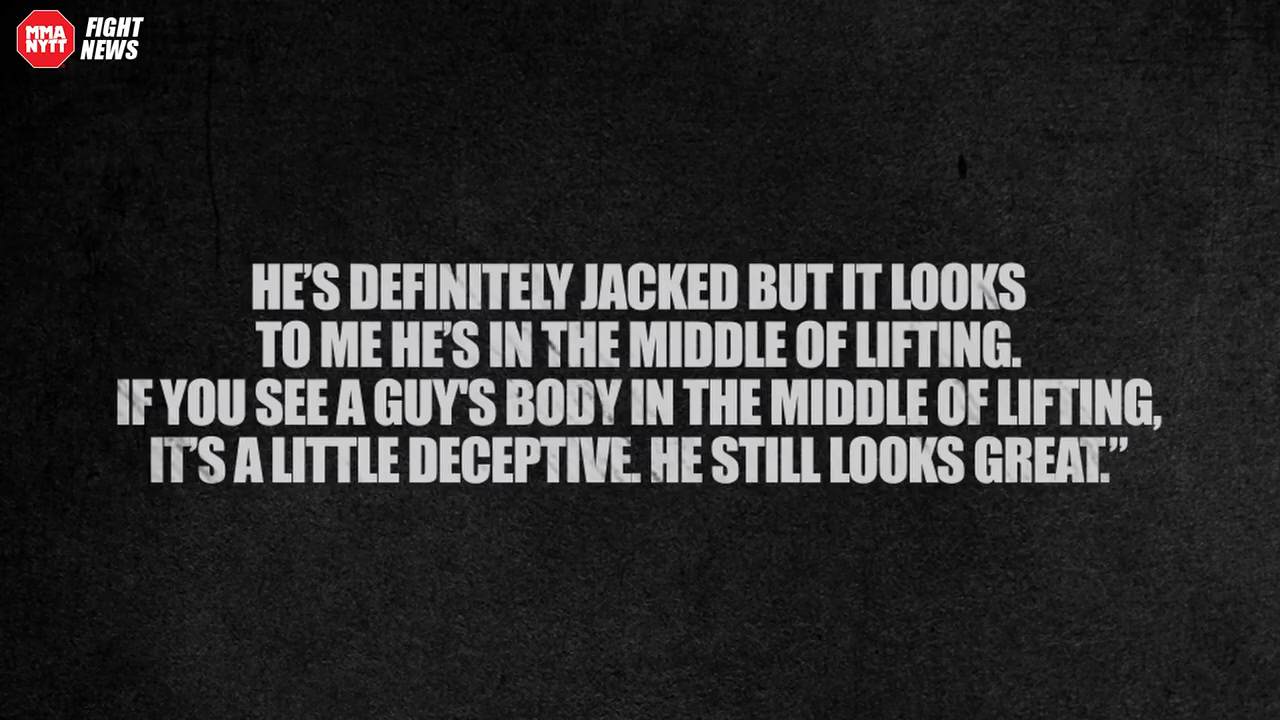 MMA
NYTT
FIGHT
NEWS
HE’S DEFINITELY JACKED BUT IT LOOKS
TO ME HE’S IN THE MIDDLE OF LIFTING.
IF YOU SEE A GUY'S BODY IN THE MIDDLE OF LIFTING,
IT’S A LITTLE DECEPTIVE. HE STILL LOOKS GREAT.”